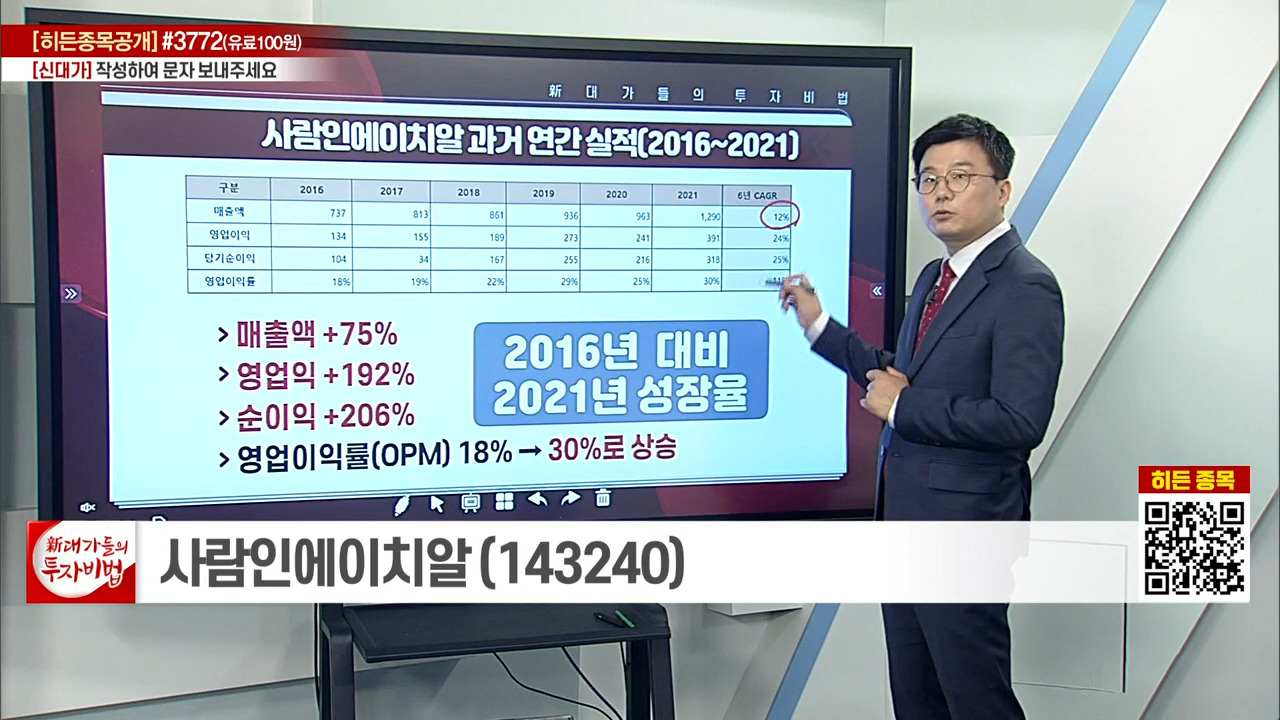 [히든종목공개] #3772(유료100원)
[신대가] 작성하여 문자 보내주세요
新 대 가 들 의 투 자 비 법
사람인에이치알 과거 연간 실적(2016~2021)
구분 2016 2017 2018 2019 2020 2021 6년 CAGR
매출액 737 813 861 936 963 1,290 12%
영업이익 134 155 189 273 241 391 24%
당기순이익 104 34 167 255 216 318 25%
영업이익률 18% 19% 22% 29% 25% 30%
> 매출액 +75%
> 영업익 +192%
> 순이익 +206%
> 영업이익률(OPM) 18% → 30%로 상승
2016년 대비
2021년 성장율
히든 종목
新대가들의
투자비법
사람인에이치알 (143240)